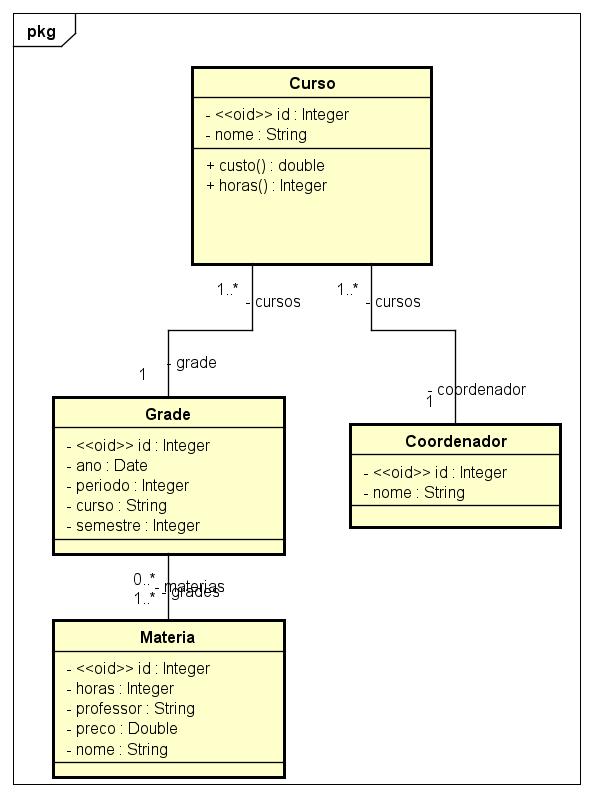 pkg
Curso
- <<oid>> id : Integer
- nome : String
+ custo() : double
+ horas() : Integer
1..*
- cursos
1..*
- cursos
1
- grade
- coordenador
1
Grade
- <<oid>> id : Integer
- ano : Date
- periodo : Integer
- curso : String
- semestre : Integer
Coordenador
- <<oid>> id : Integer
- nome : String
0..*
- materias
1..*
- grades
Materia
- <<oid>> id : Integer
- horas : Integer
- professor : String
- preco : Double
- nome : String